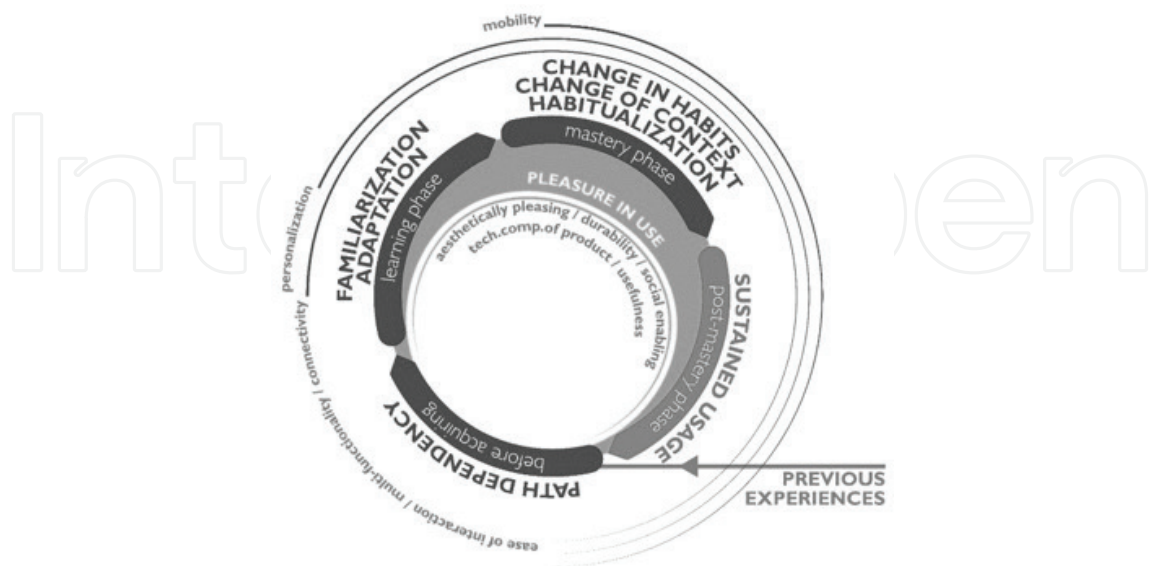 mobility
CHANGE IN HABITS
CHANGE OF CONTEXT
HABITUALIZATION
mastery phase
FAMILIARIZATION
ADAPTATION
learning phase
PLEASURE IN USE
aesthetically pleasing / durability / social enabling
tech.comp.of product / usefulness
personalization
SUSTAINED USAGE
post-mastery phase
ease of interaction / multi-functionality / connectivity
before acquiring
PATH DEPENDENCY
PREVIOUS
EXPERIENCES